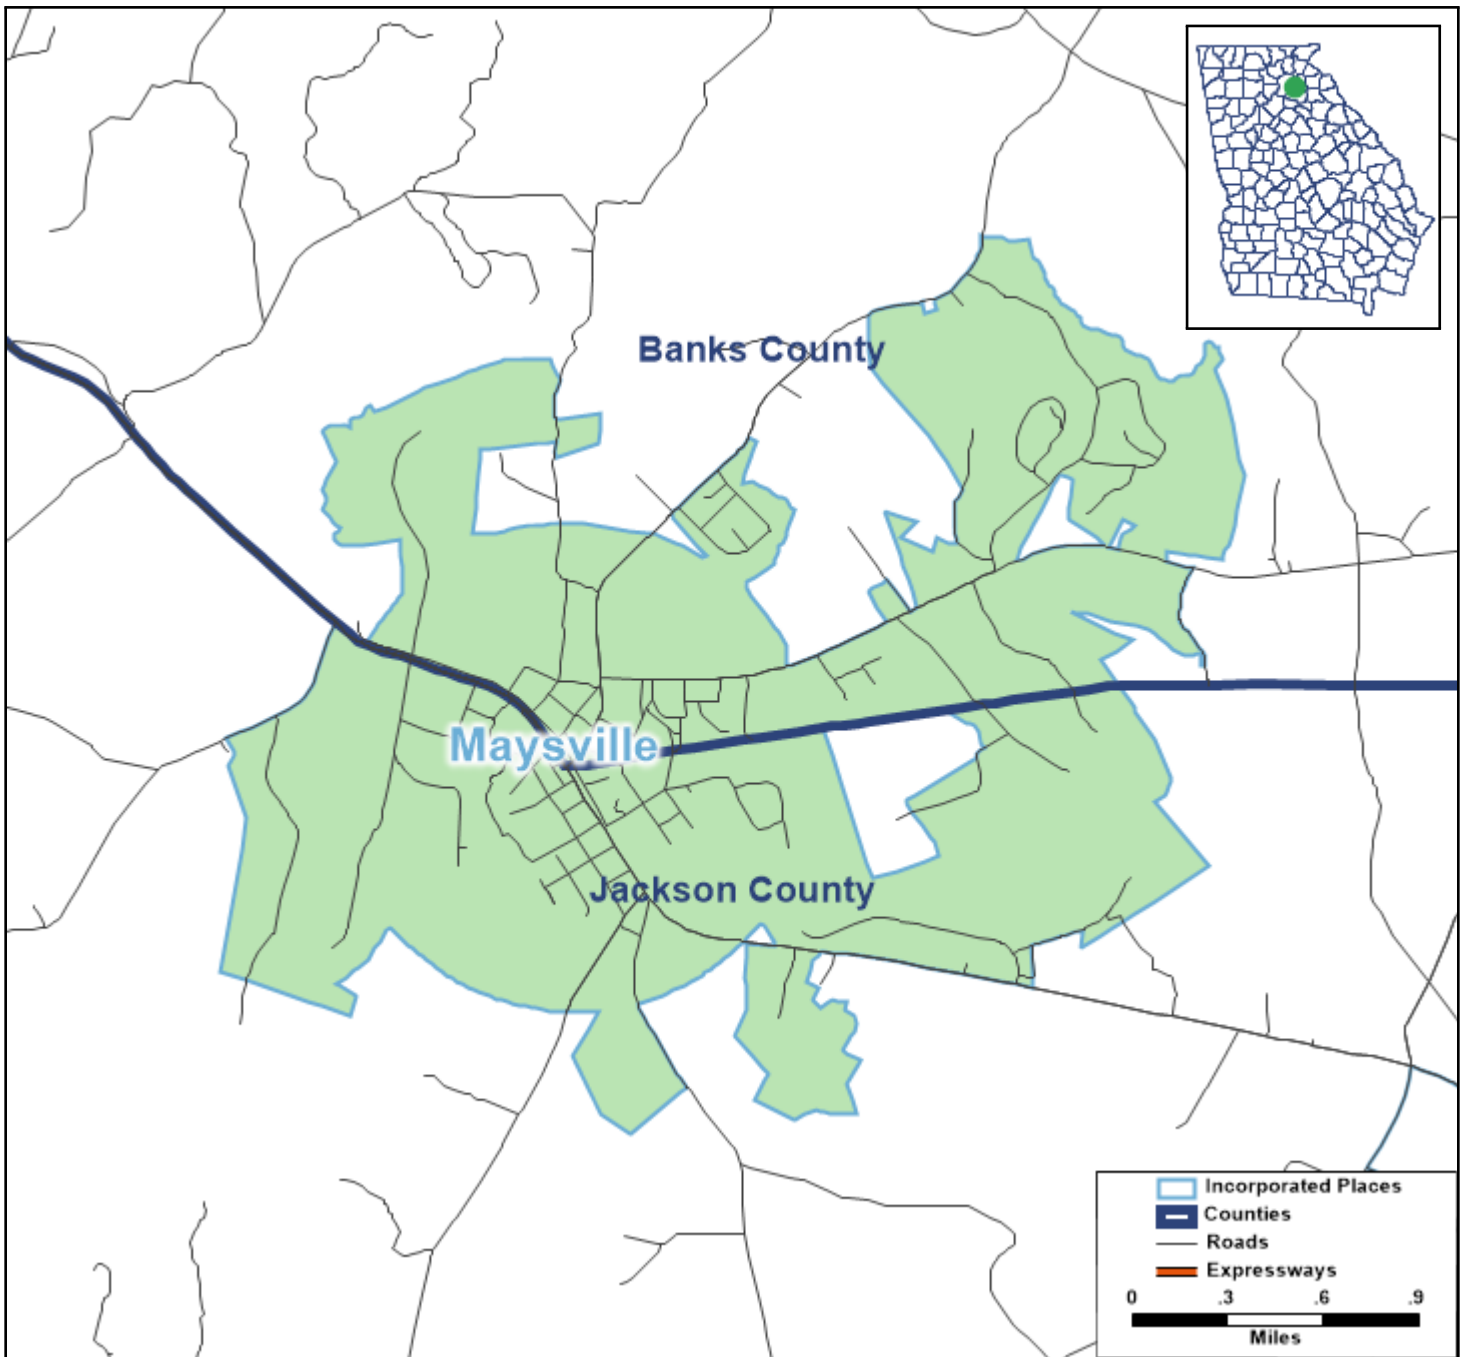 Banks County
Maysville
Jackson County
Incorporated Places
Counties
Roads
Expressways
0 .3 .6 .9
Miles